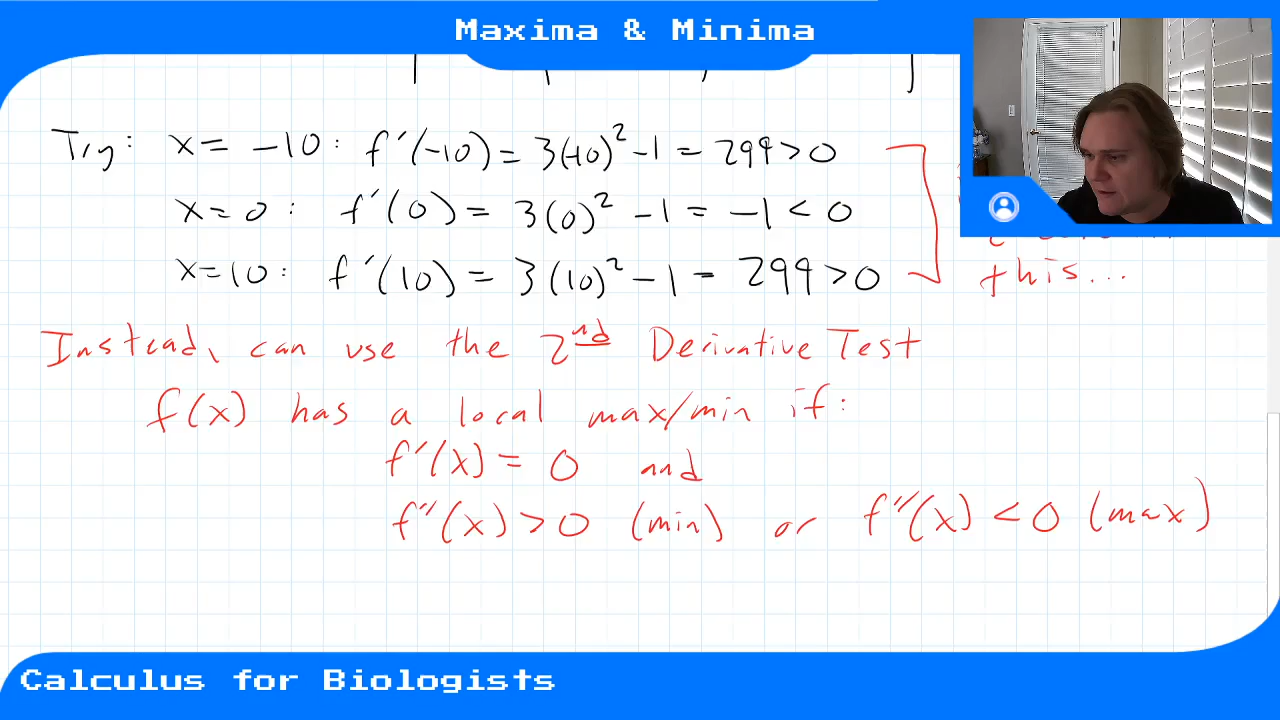 Maxima & Minima
Try: x = -10: f'(-10) = 3(-10)² -1 = 299 > 0
x = 0: f'(0) = 3(0)² -1 = -1 < 0
x = 10: f'(10) = 3(10)² -1 = 299 > 0
this...
Instead, can use the 2nd Derivative Test
f(x) has a local max/min if:
f'(x) = 0 and
f''(x) > 0 (min) or f''(x) < 0 (max)
Calculus for Biologists